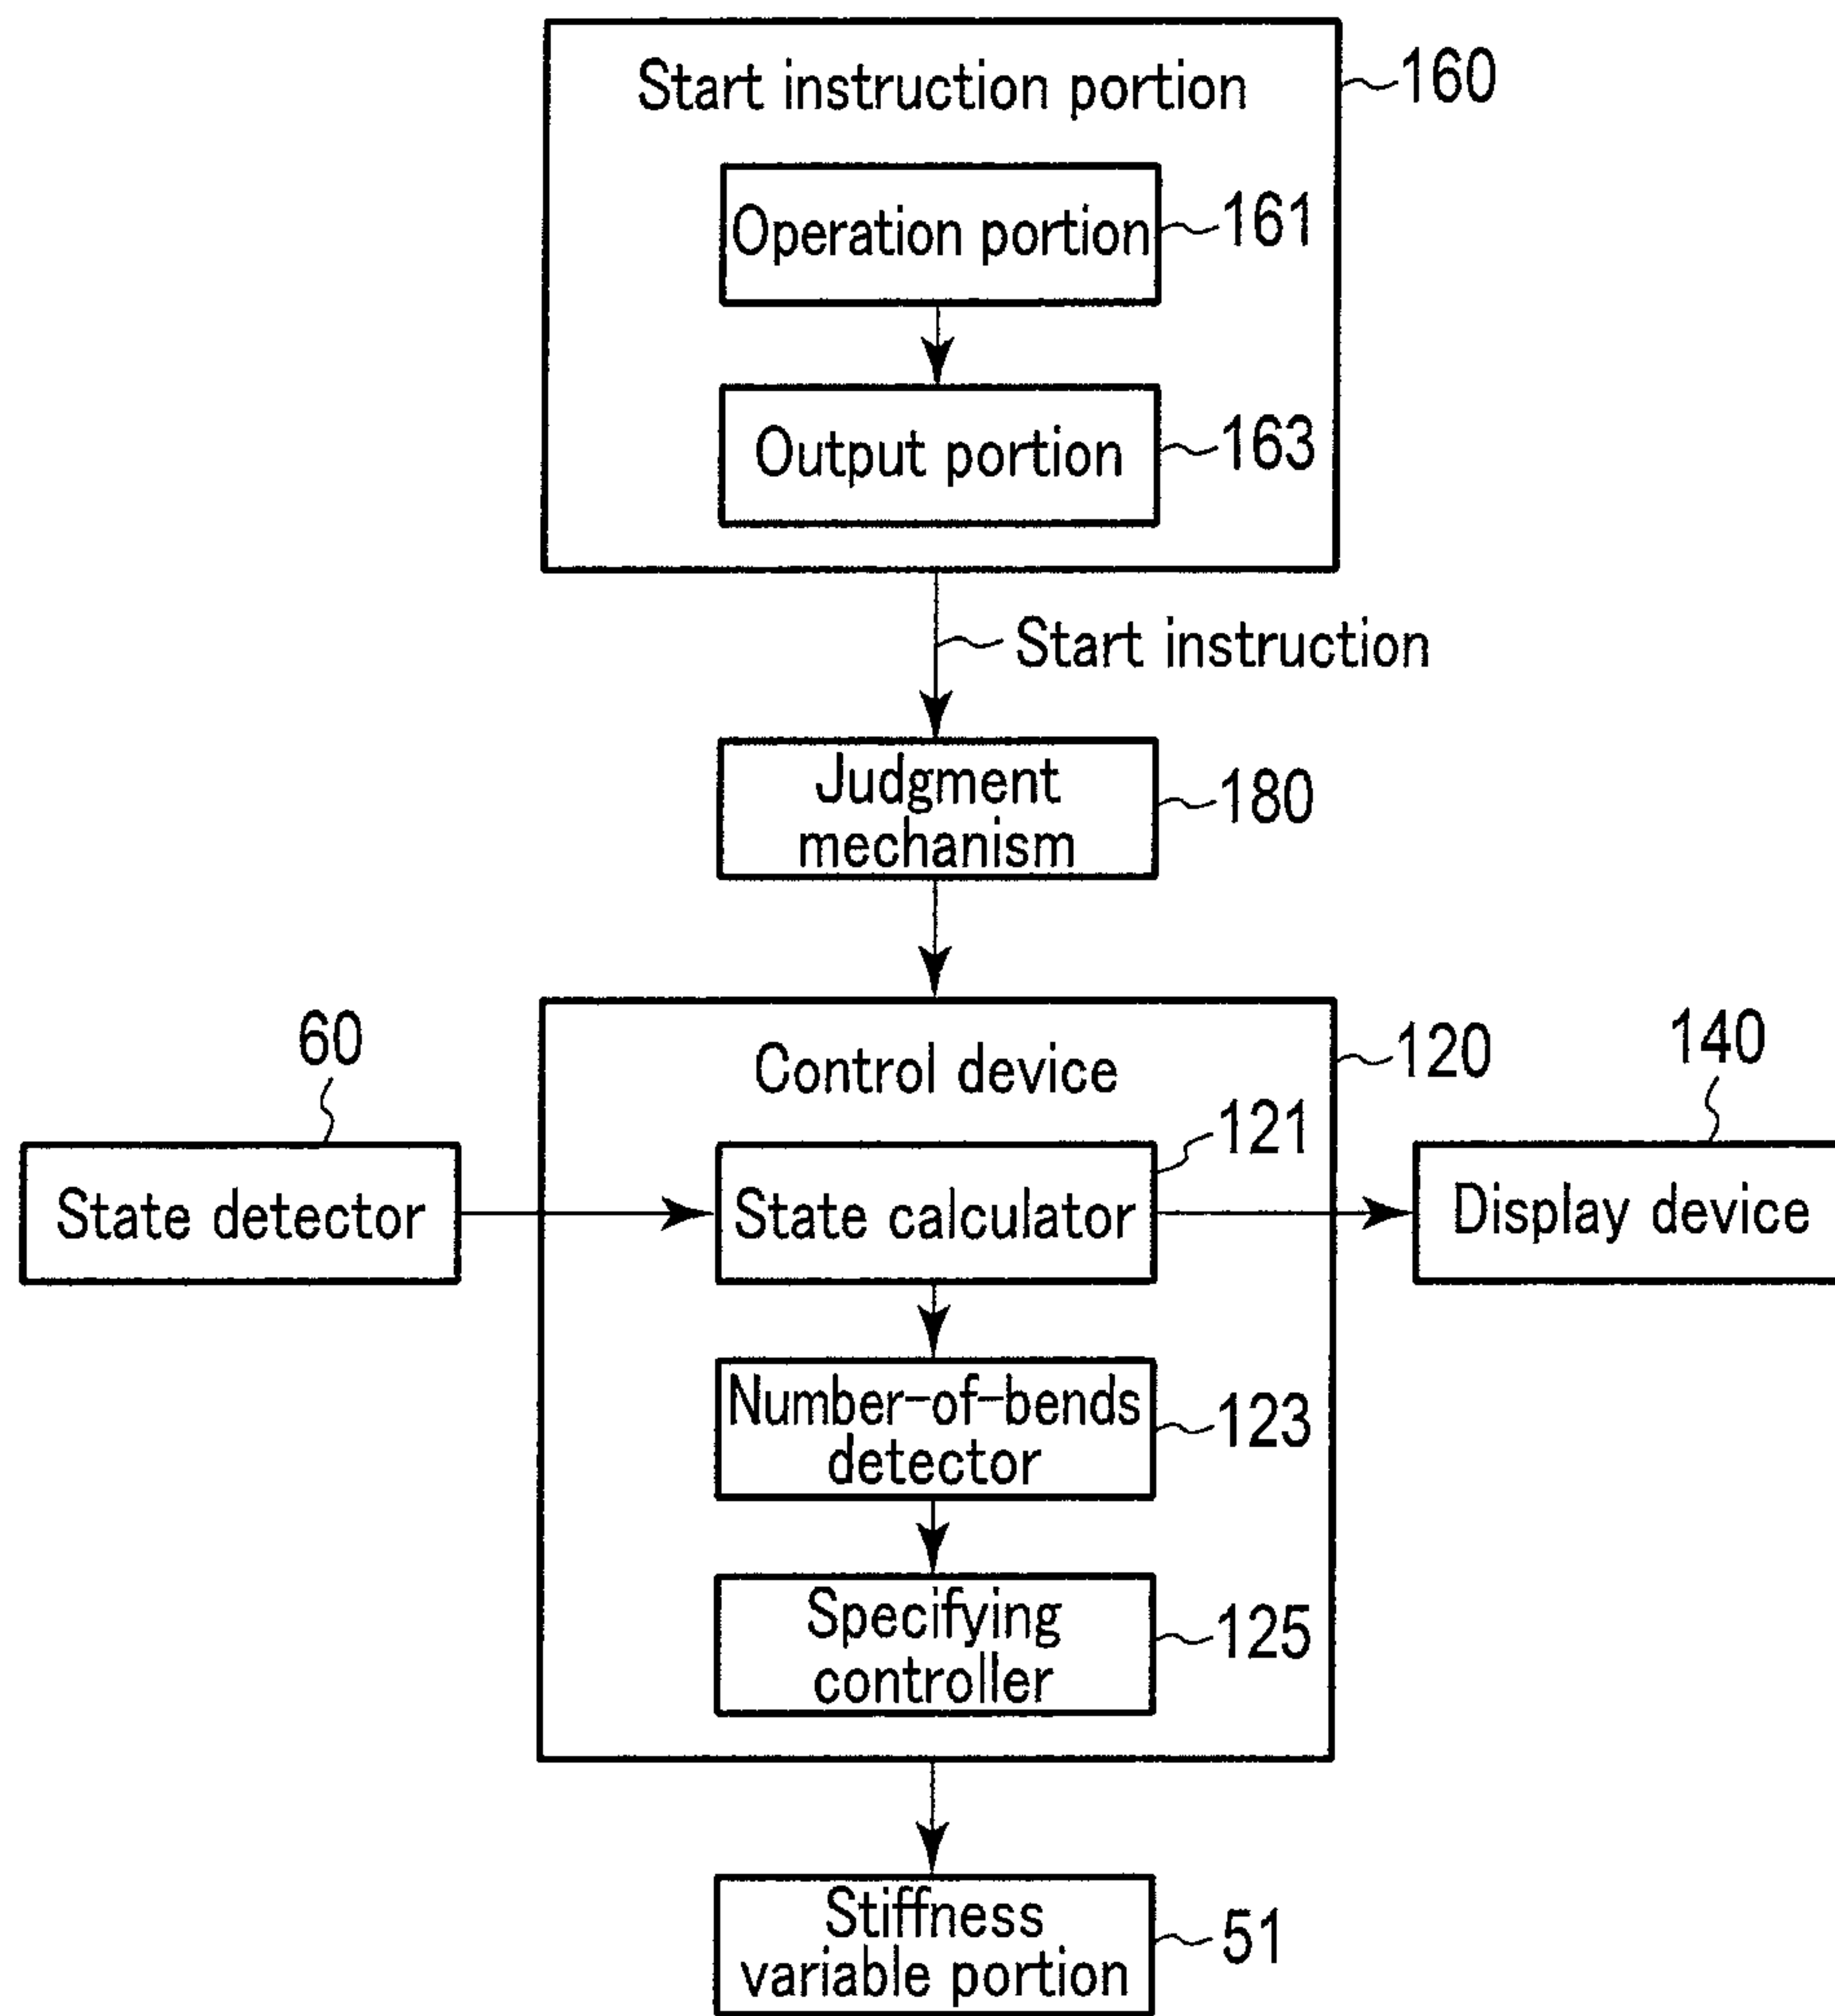 Start instruction portion
160
Operation portion
161
Output portion
163
Start instruction
Judgment
mechanism
180
60
Control device
120
140
121
State detector
State calculator
Display device
Number-of-bends
detector
123
Specifying
controller
125
Stiffness
variable portion
51